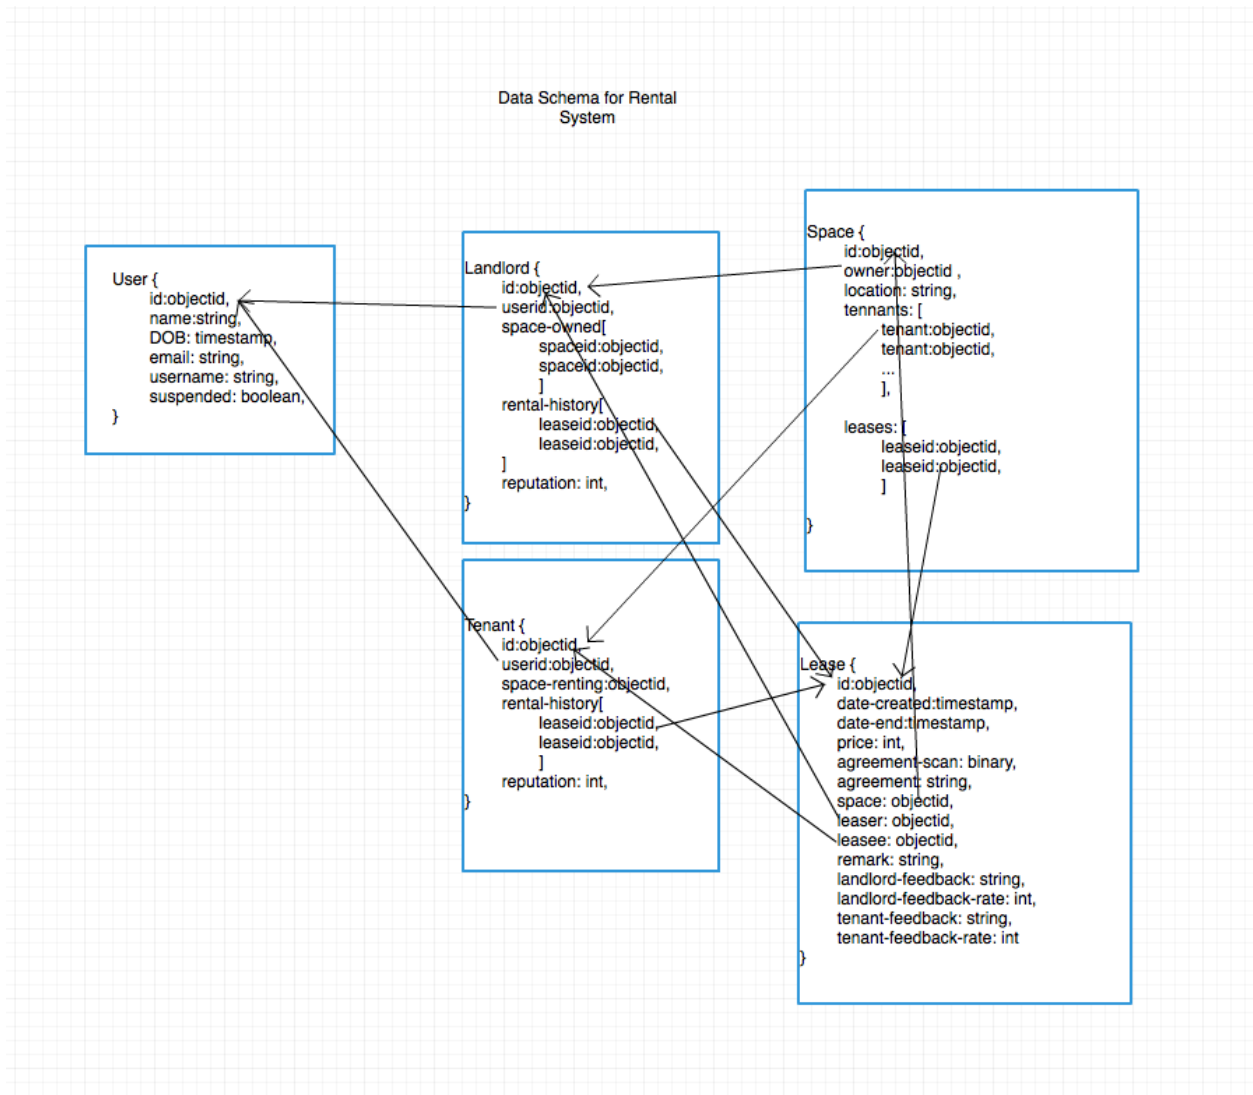 Data Schema for Rental
System
User {
id:objectid,
name:string,
DOB: timestamp,
email: string,
username: string,
suspended: boolean,
}
Landlord {
id:objectid,
userid:objectid,
space-owned[
spaceid:objectid,
spaceid:objectid,
]
rental-history[
leaseid:objectid,
leaseid:objectid,
]
reputation: int,
}
Space {
id:objectid,
owner:objectid ,
location: string,
tennants: [
tenant:objectid,
tenant:objectid,
...
],
leases: [
leaseid:objectid,
leaseid:objectid,
]
}
Tenant {
id:objectid,
userid:objectid,
space-renting:objectid,
rental-history[
leaseid:objectid,
leaseid:objectid,
]
reputation: int,
}
Lease {
id:objectid,
date-created:timestamp,
date-end:timestamp,
price: int,
agreement-scan: binary,
agreement: string,
space: objectid,
leaser: objectid,
leasee: objectid,
remark: string,
landlord-feedback: string,
landlord-feedback-rate: int,
tenant-feedback: string,
tenant-feedback-rate: int
}